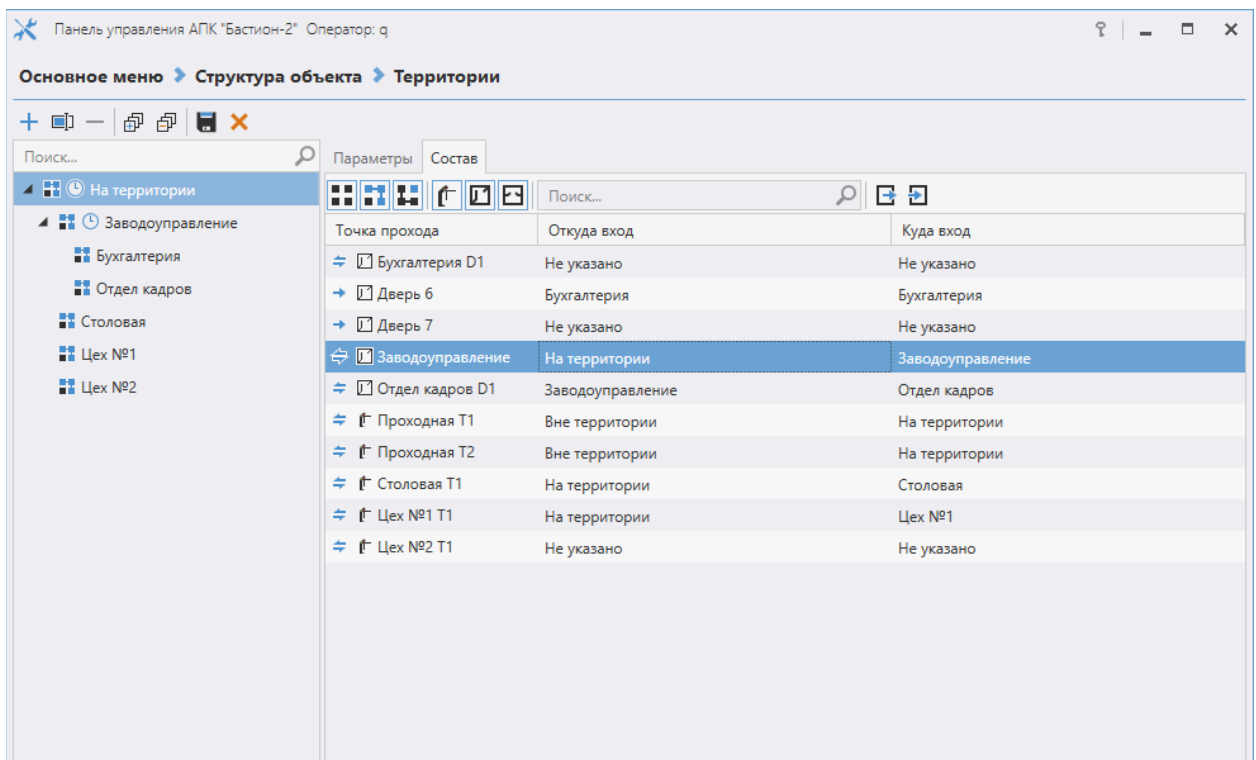 Панель управления АПК "Бастион-2" Оператор: q
Основное меню Структура объекта Территории
Поиск...
Параметры Состав
На территории
Поиск...
Заводоуправление
Точка прохода Откуда вход Куда вход
Бухгалтерия
Бухгалтерия D1 Не указано Не указано
Отдел кадров
Дверь 6 Бухгалтерия Бухгалтерия
Столовая
Дверь 7 Не указано Не указано
Цех №1
Заводоуправление На территории Заводоуправление
Цех №2
Отдел кадров D1 Заводоуправление Отдел кадров
Проходная Т1 Вне территории На территории
Проходная Т2 Вне территории На территории
Столовая Т1 На территории Столовая
Цех №1 Т1 На территории Цех №1
Цех №2 Т1 Не указано Не указано